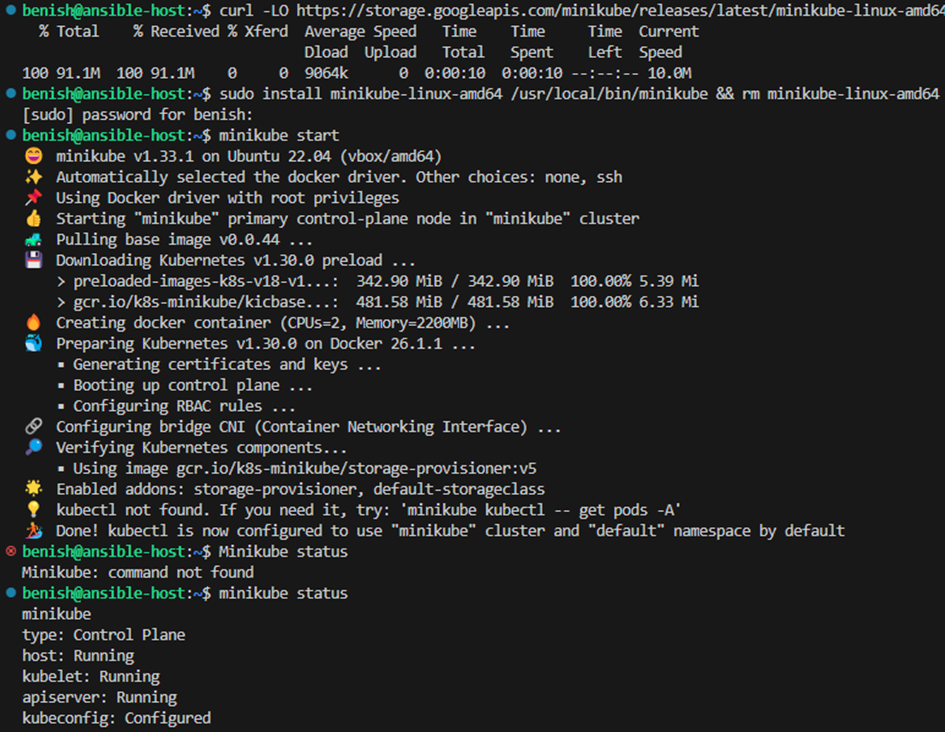 benish@ansible-host:~$ curl -LO https://storage.googleapis.com/minikube/releases/latest/minikube-linux-amd64
% Total % Received % Xferd Average Speed Time Time Time Current
Dload Upload Total Spent Left Speed
100 91.1M 100 91.1M 0 0 9064k 0 0:00:10 0:00:10 --:--:-- 10.0M
benish@ansible-host:~$ sudo install minikube-linux-amd64 /usr/local/bin/minikube && rm minikube-linux-amd64
[sudo] password for benish:
benish@ansible-host:~$ minikube start
😄 minikube v1.33.1 on Ubuntu 22.04 (vbox/amd64)
✨ Automatically selected the docker driver. Other choices: none, ssh
📌 Using Docker driver with root privileges
👍 Starting "minikube" primary control-plane node in "minikube" cluster
🚜 Pulling base image v0.0.44 ...
💾 Downloading Kubernetes v1.30.0 preload ...
> preloaded-images-k8s-v18-v1...: 342.90 MiB / 342.90 MiB 100.00% 5.39 Mi
> gcr.io/k8s-minikube/kicbase...: 481.58 MiB / 481.58 MiB 100.00% 6.33 Mi
🔥 Creating docker container (CPUs=2, Memory=2200MB) ...
🐳 Preparing Kubernetes v1.30.0 on Docker 26.1.1 ...
▪ Generating certificates and keys ...
▪ Booting up control plane ...
▪ Configuring RBAC rules ...
🔗 Configuring bridge CNI (Container Networking Interface) ...
🔎 Verifying Kubernetes components...
▪ Using image gcr.io/k8s-minikube/storage-provisioner:v5
🌟 Enabled addons: storage-provisioner, default-storageclass
💡 kubectl not found. If you need it, try: 'minikube kubectl -- get pods -A'
🏄 Done! kubectl is now configured to use "minikube" cluster and "default" namespace by default
benish@ansible-host:~$ Minikube status
Minikube: command not found
benish@ansible-host:~$ minikube status
minikube
type: Control Plane
host: Running
kubelet: Running
apiserver: Running
kubeconfig: Configured